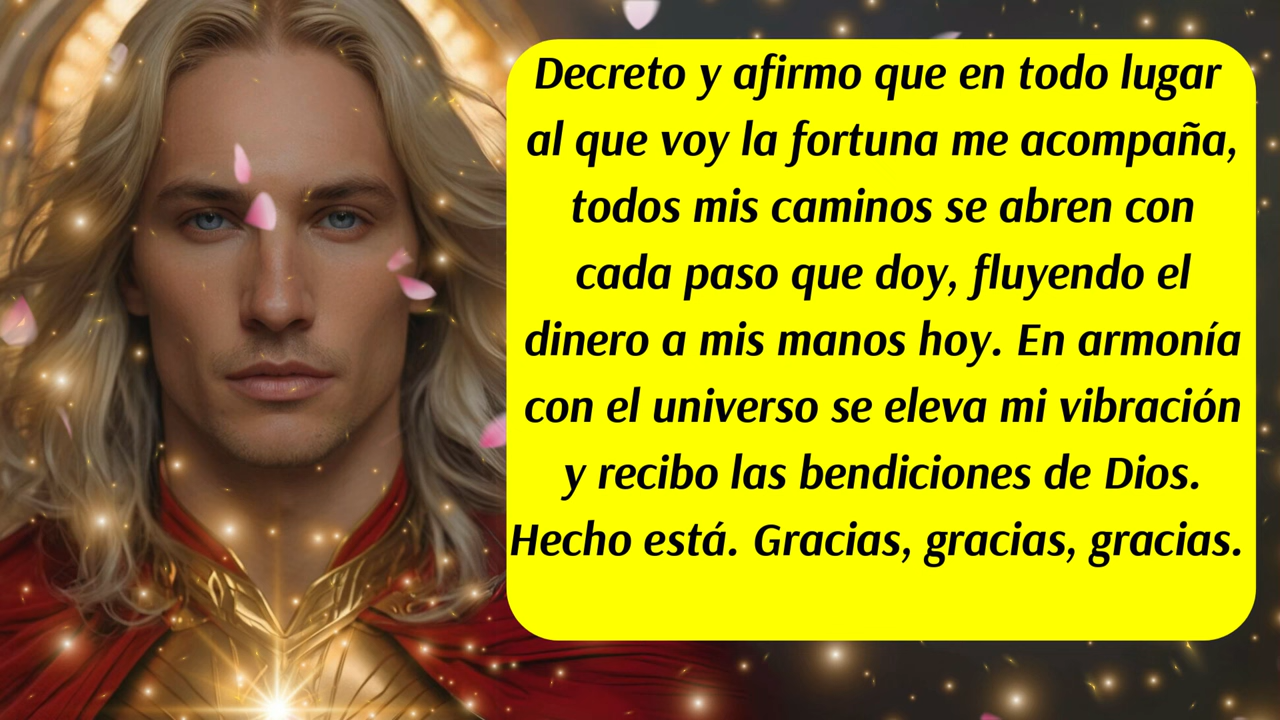 Decreto y afirmo que en todo lugar
al que voy la fortuna me acompaña,
todos mis caminos se abren con
cada paso que doy, fluyendo el
dinero a mis manos hoy. En armonía
con el universo se eleva mi vibración
y recibo las bendiciones de Dios.
Hecho está. Gracias, gracias, gracias.